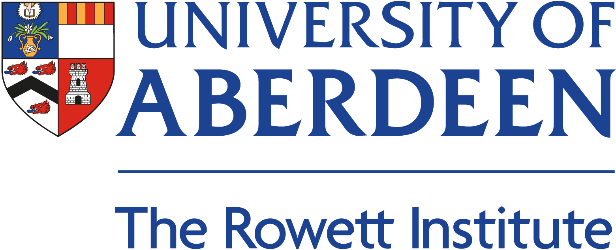 UNIVERSITY OF
ABERDEEN
The Rowett Institute